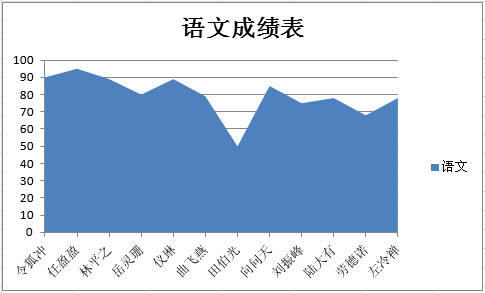 语文成绩表
100
90
80
70
60
50
40
30
20
10
0
令狐冲
任盈盈
林平之
岳灵珊
仪琳
曲飞燕
田伯光
向问天
刘振峰
陆大有
劳德诺
左冷禅
语文